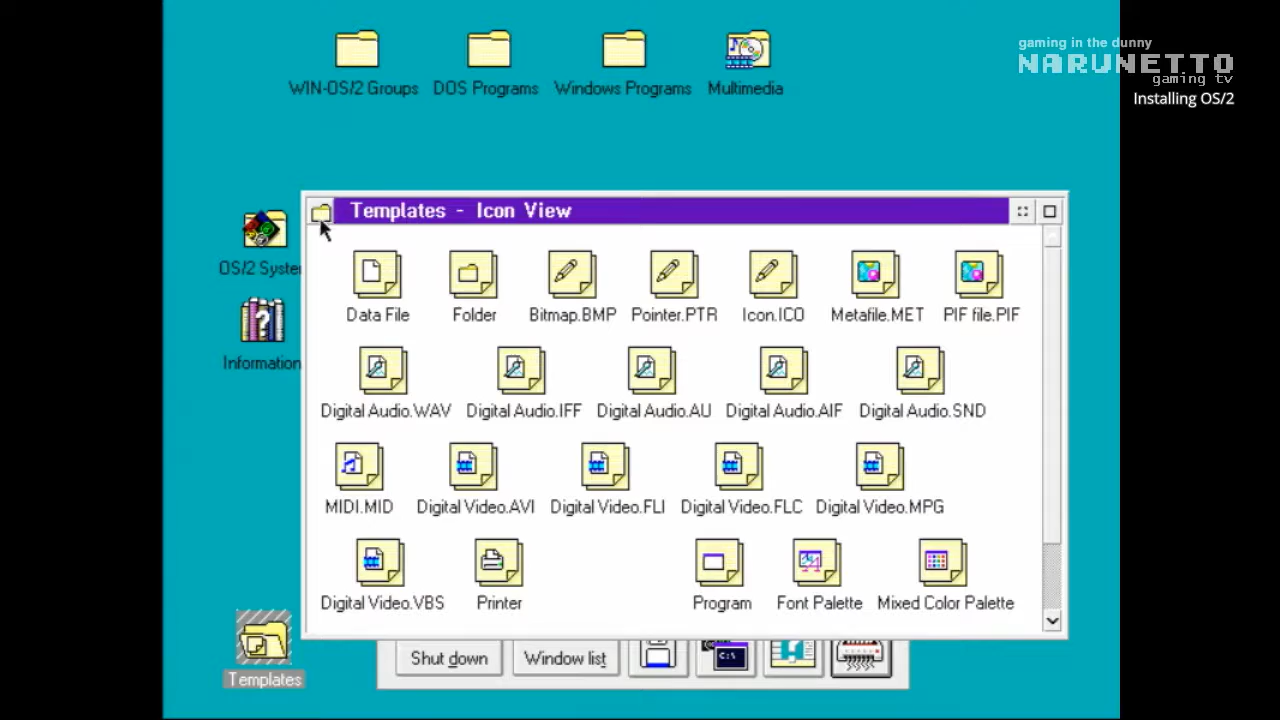 gaming in the dunny
NARUNETTO
gaming tv
Installing OS/2
WIN-OS/2 Groups DOS Programs Windows Programs Multimedia
Templates - Icon View
OS/2 Syste
Information
Data File Folder Bitmap.BMP Pointer.PTR Icon.ICO Metafile.MET PIF file.PIF
Digital Audio.WAV Digital Audio.IFF Digital Audio.AU Digital Audio.AIF Digital Audio.SND
MIDI.MID Digital Video.AVI Digital Video.FLI Digital Video.FLC Digital Video.MPG
Digital Video.VBS Printer Program Font Palette Mixed Color Palette
Shut down Window list C:\
Templates